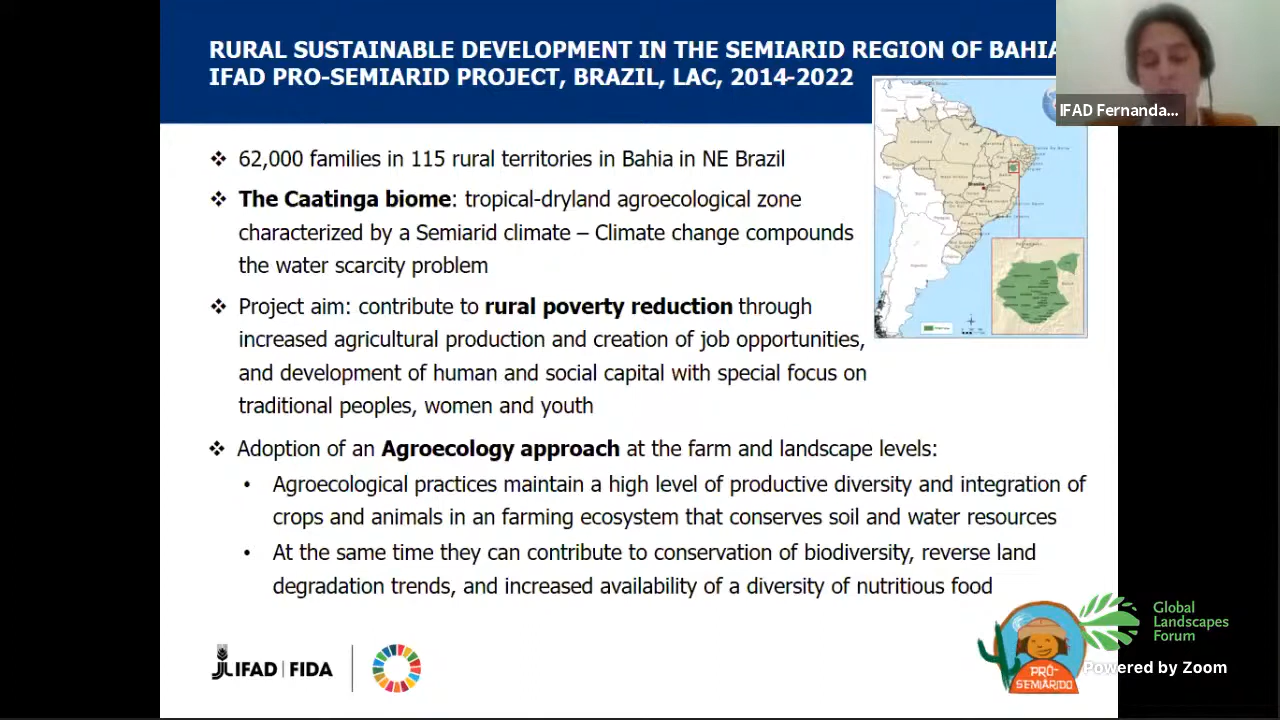 RURAL SUSTAINABLE DEVELOPMENT IN THE SEMIARID REGION OF BAHIA
IFAD PRO-SEMIARID PROJECT, BRAZIL, LAC, 2014-2022
IFAD Fernanda...
❖ 62,000 families in 115 rural territories in Bahia in NE Brazil
❖ The Caatinga biome: tropical-dryland agroecological zone
characterized by a Semiarid climate – Climate change compounds
the water scarcity problem
❖ Project aim: contribute to rural poverty reduction through
increased agricultural production and creation of job opportunities,
and development of human and social capital with special focus on
traditional peoples, women and youth
❖ Adoption of an Agroecology approach at the farm and landscape levels:
• Agroecological practices maintain a high level of productive diversity and integration of
crops and animals in an farming ecosystem that conserves soil and water resources
• At the same time they can contribute to conservation of biodiversity, reverse land
degradation trends, and increased availability of a diversity of nutritious food
IFAD | FIDA
PRÓ-
SEMIÁRIDO
Global
Landscapes
Forum
Powered by Zoom